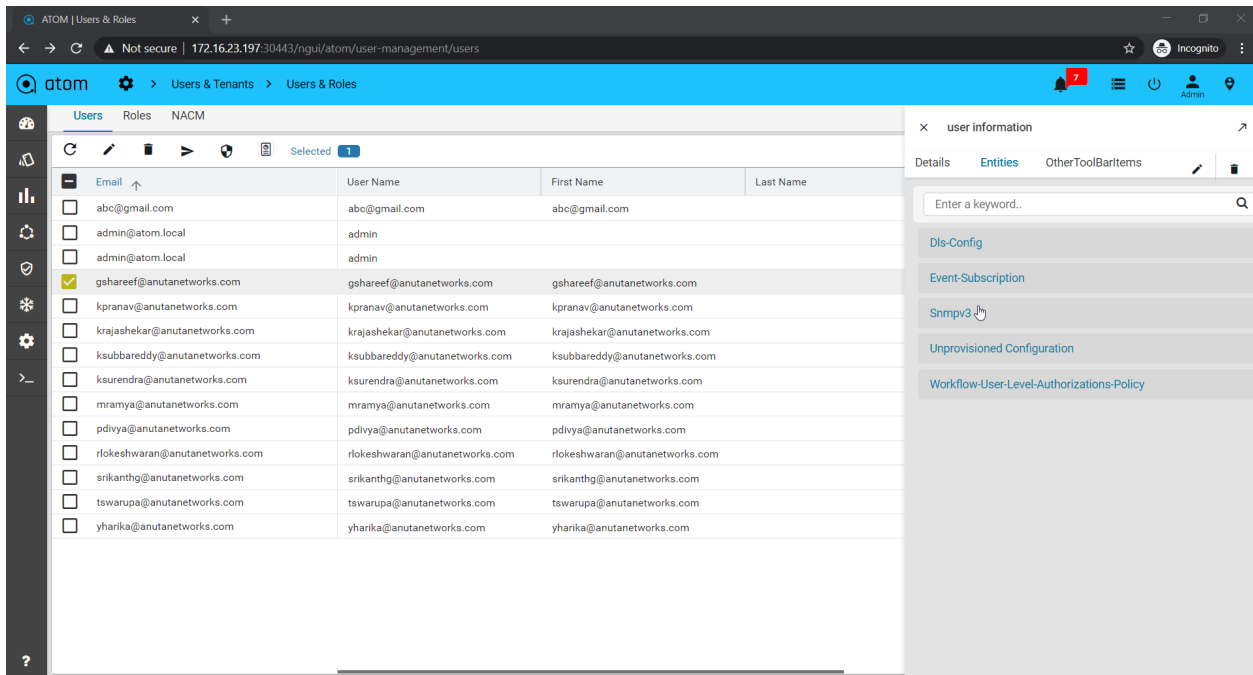 ATOM | Users & Roles
Not secure | 172.16.23.197:30443/ngui/atom/user-management/users
Incognito
atom > Users & Tenants > Users & Roles
7
Admin
Users Roles NACM
Selected 1
Email User Name First Name Last Name
abc@gmail.com abc@gmail.com abc@gmail.com
admin@atom.local admin
admin@atom.local admin
gshareef@anutanetworks.com gshareef@anutanetworks.com gshareef@anutanetworks.com
kpranav@anutanetworks.com kpranav@anutanetworks.com kpranav@anutanetworks.com
krajashekar@anutanetworks.com krajashekar@anutanetworks.com krajashekar@anutanetworks.com
ksubbareddy@anutanetworks.com ksubbareddy@anutanetworks.com ksubbareddy@anutanetworks.com
ksurendra@anutanetworks.com ksurendra@anutanetworks.com ksurendra@anutanetworks.com
mramya@anutanetworks.com mramya@anutanetworks.com mramya@anutanetworks.com
pdivya@anutanetworks.com pdivya@anutanetworks.com pdivya@anutanetworks.com
rlokeshwaran@anutanetworks.com rlokeshwaran@anutanetworks.com rlokeshwaran@anutanetworks.com
srikanthg@anutanetworks.com srikanthg@anutanetworks.com srikanthg@anutanetworks.com
tswarupa@anutanetworks.com tswarupa@anutanetworks.com tswarupa@anutanetworks.com
yharika@anutanetworks.com yharika@anutanetworks.com yharika@anutanetworks.com
user information
Details Entities OtherToolBarItems
Enter a keyword..
Dls-Config
Event-Subscription
Snmpv3
Unprovisioned Configuration
Workflow-User-Level-Authorizations-Policy